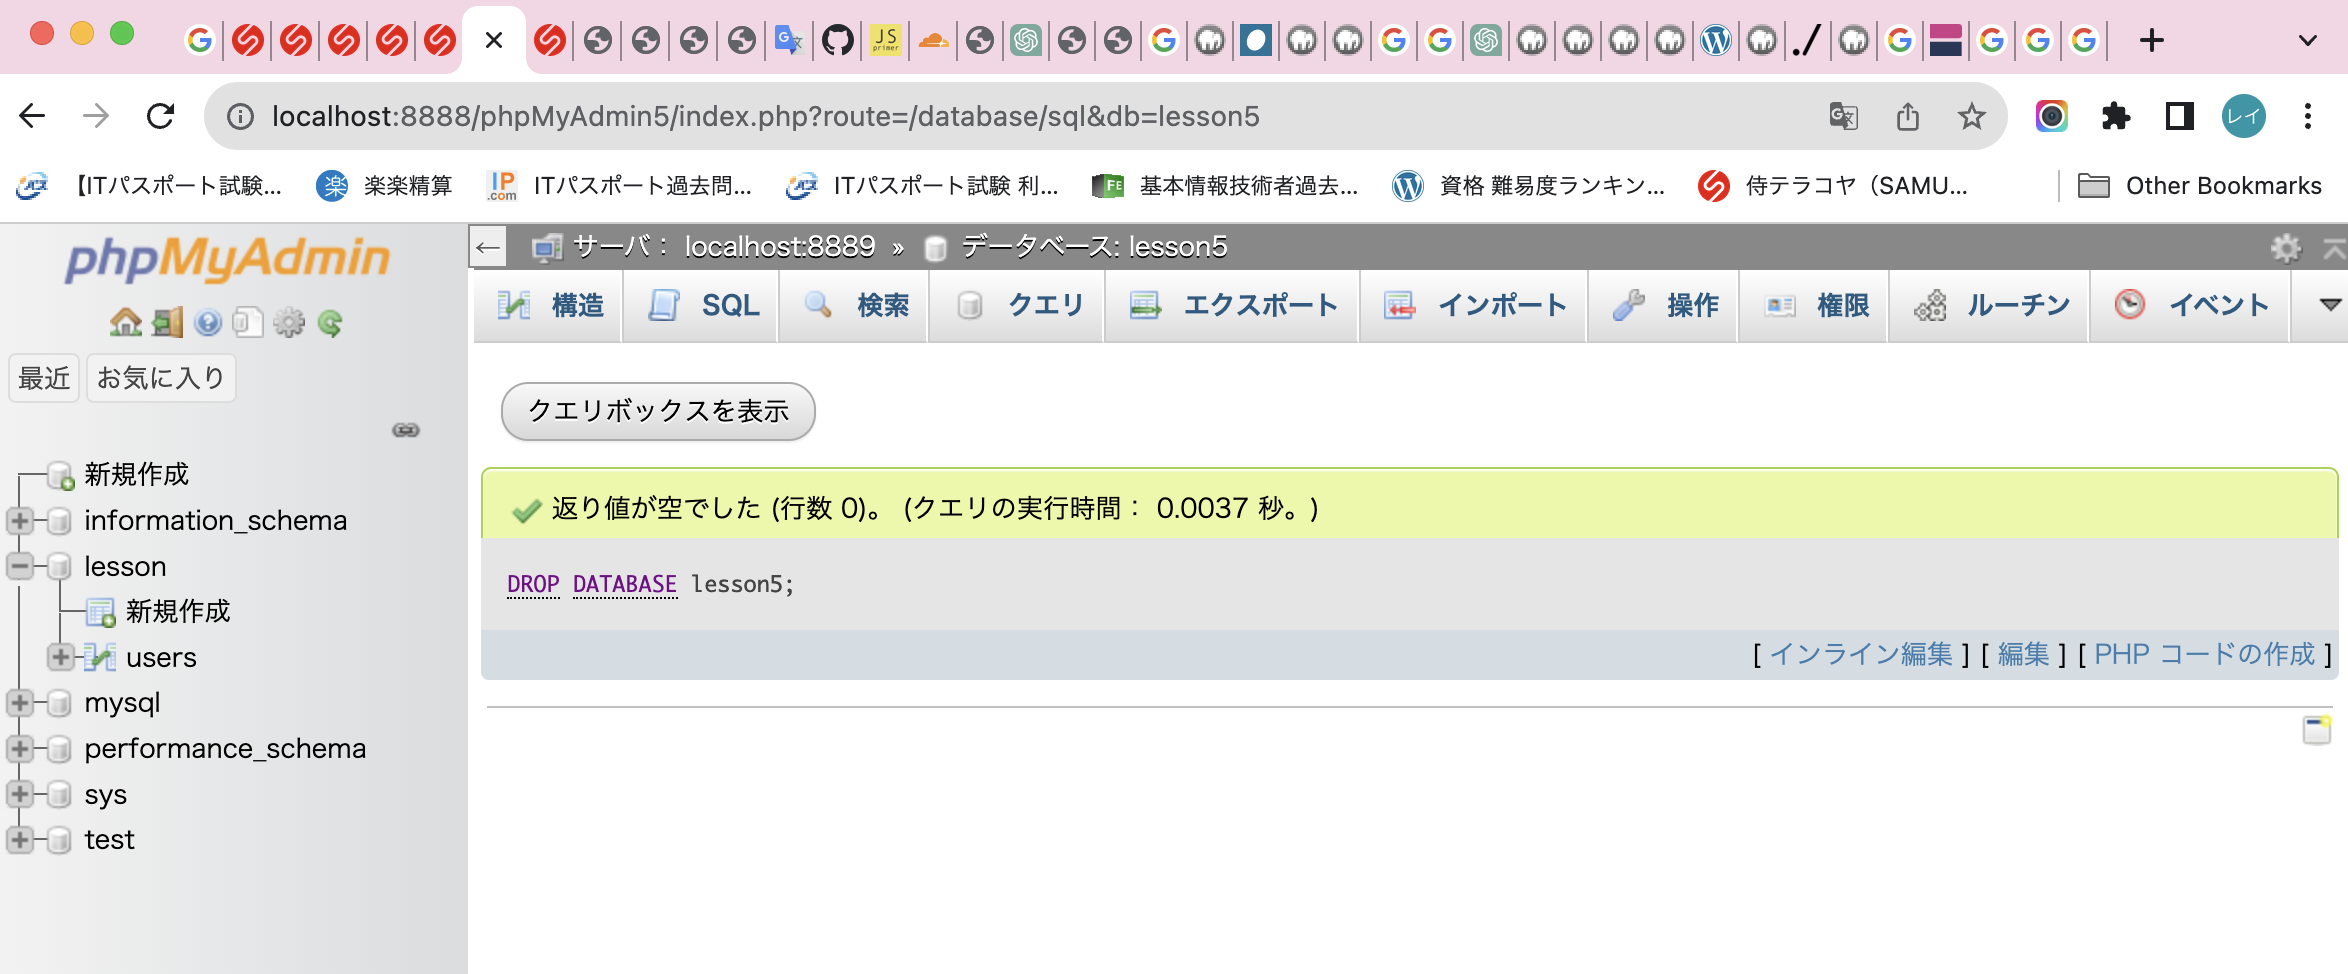 JS
primer
localhost:8888/phpMyAdmin5/index.php?route=/database/sql&db=lesson5
レイ
【ITパスポート試験...
楽
楽楽精算
IP
.com
ITパスポート過去問...
ITパスポート試験 利...
FE
基本情報技術者過去...
資格 難易度ランキン...
侍テラコヤ（SAMU...
Other Bookmarks
phpMyAdmin
最近
お気に入り
新規作成
information_schema
lesson
新規作成
users
mysql
performance_schema
sys
test
← サーバ： localhost:8889 » データベース: lesson5
構造
SQL
検索
クエリ
エクスポート
インポート
操作
権限
ルーチン
イベント
クエリボックスを表示
返り値が空でした (行数 0)。 (クエリの実行時間： 0.0037 秒。)
DROP DATABASE lesson5;
[ インライン編集 ] [ 編集 ] [ PHP コードの作成 ]